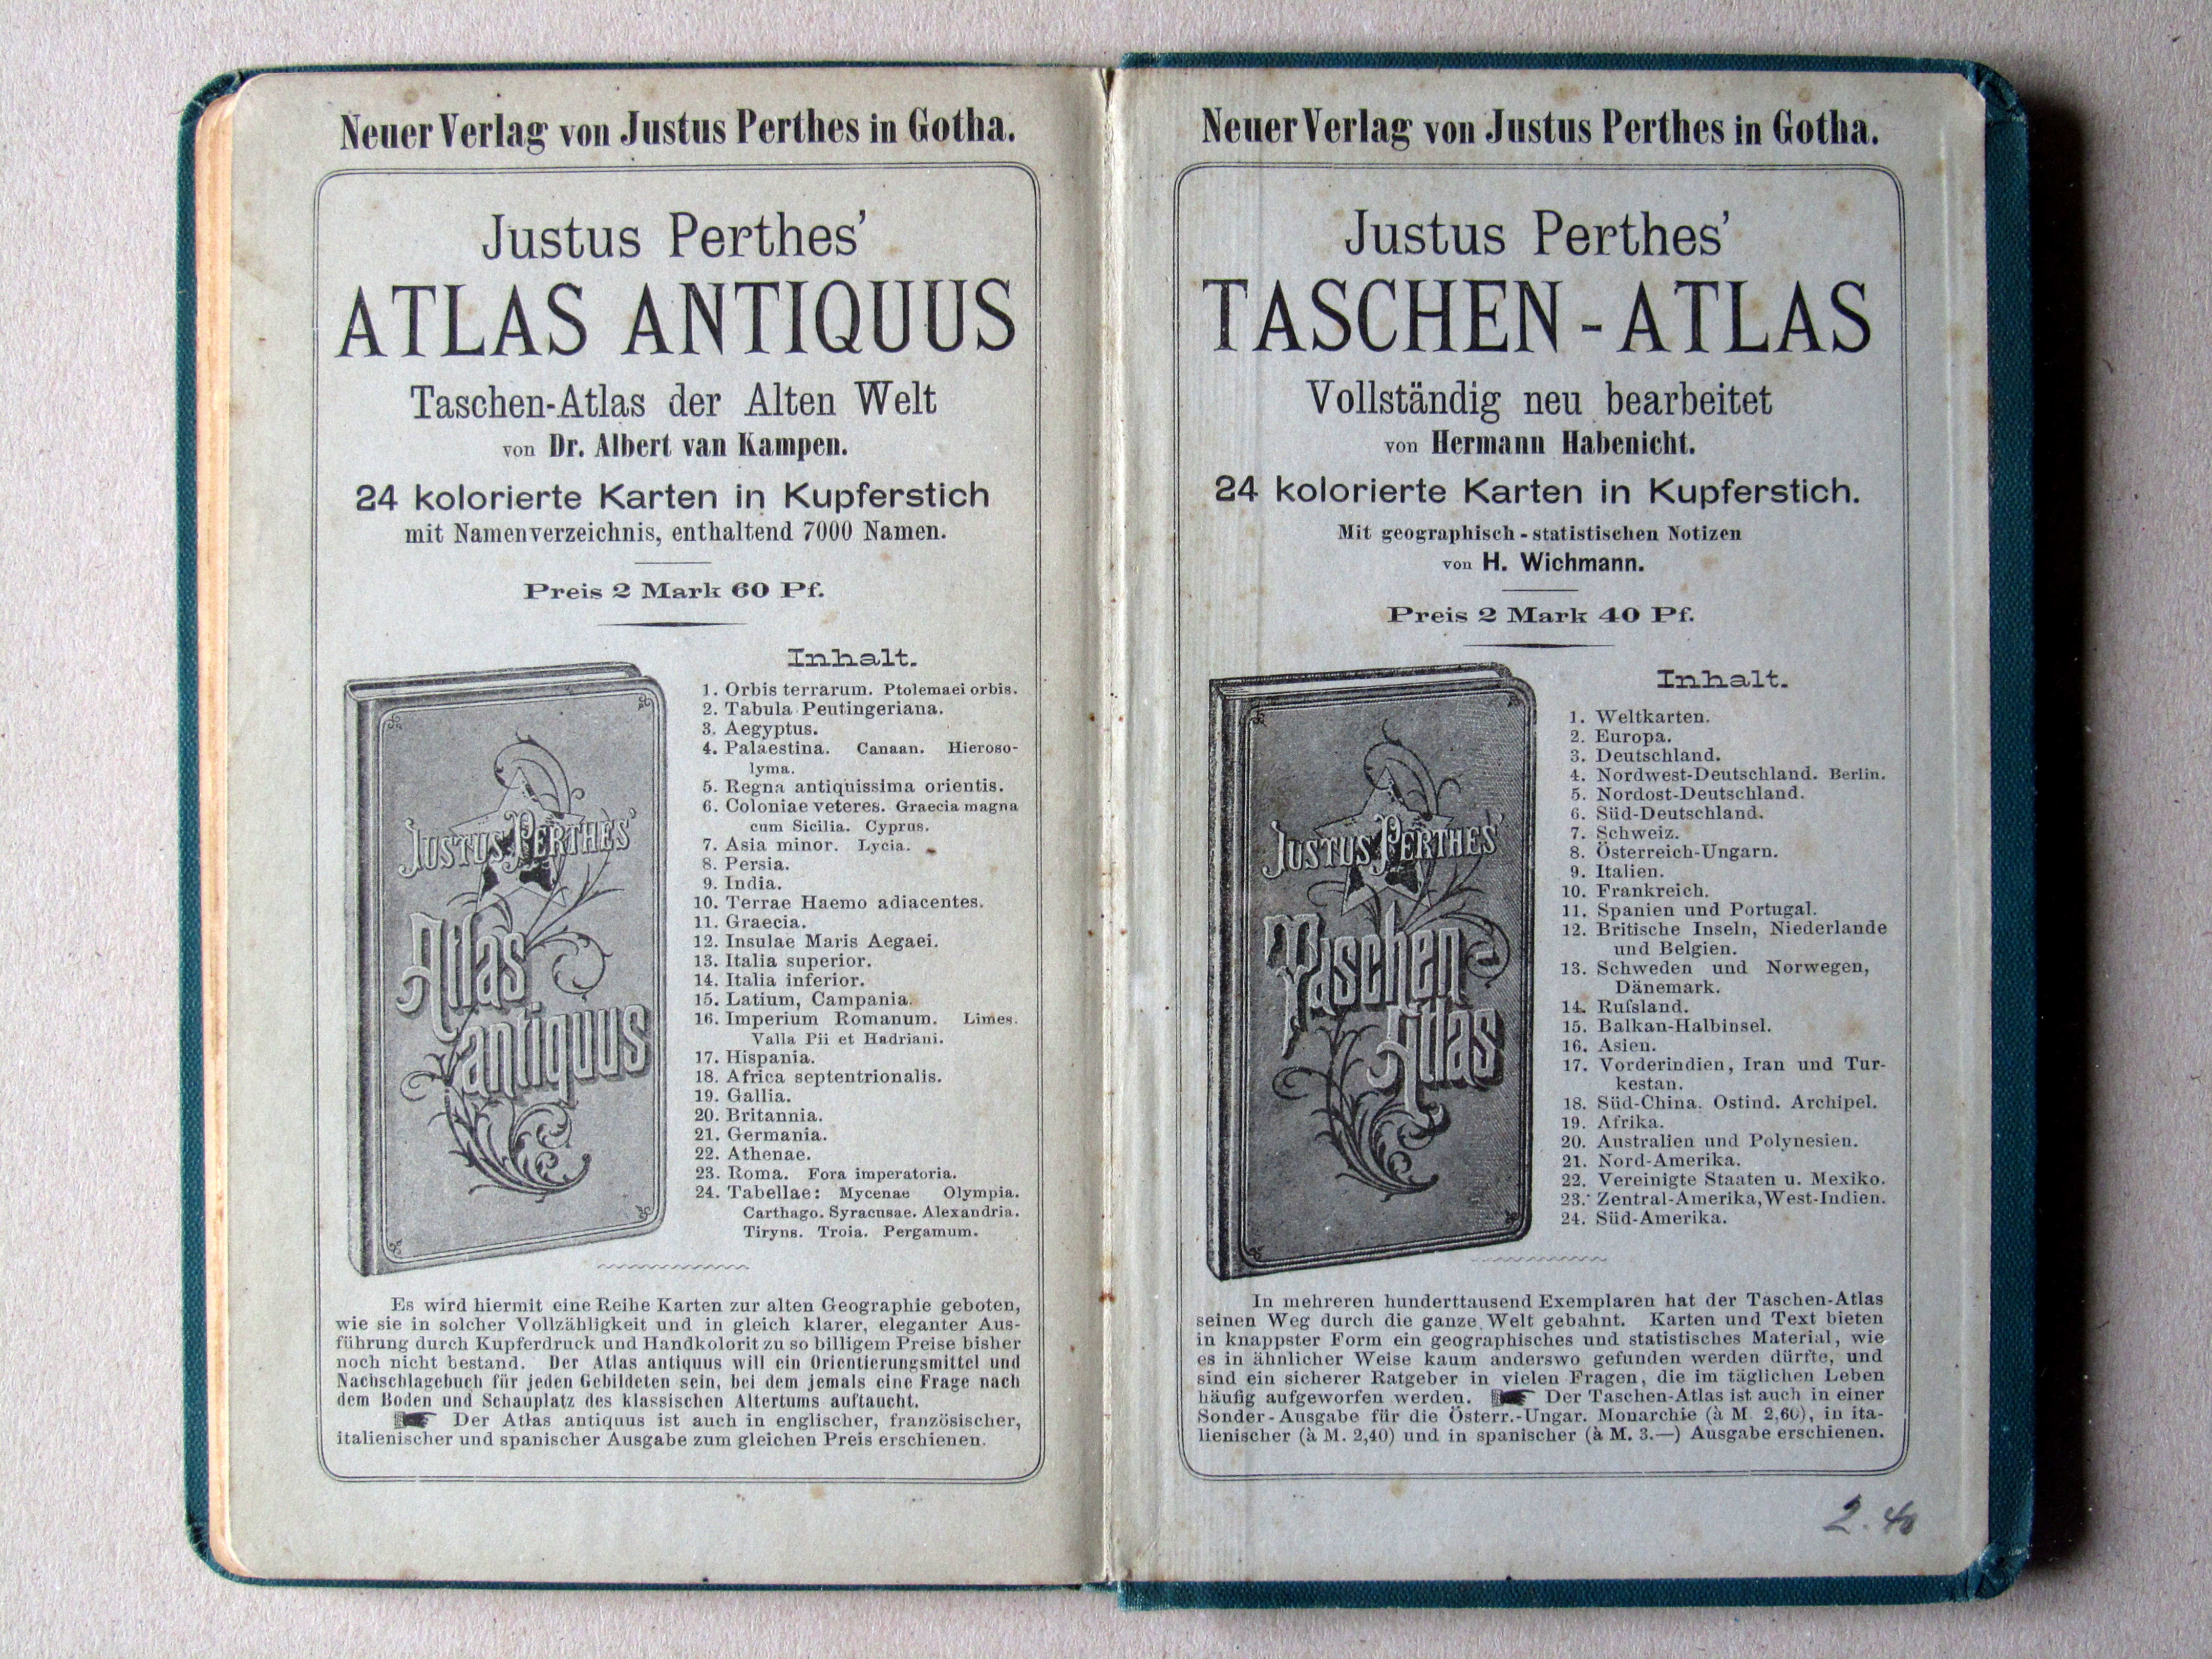 Neuer Verlag von Justus Perthes in Gotha.
Justus Perthes'
ATLAS ANTIQUUS
Taschen-Atlas der Alten Welt
von Dr. Albert van Kampen.
24 kolorierte Karten in Kupferstich
mit Namenverzeichnis, enthaltend 7000 Namen.
Preis 2 Mark 60 Pf.
JUSTUS PERTHES'
Atlas
antiquus
Inhalt.
1. Orbis terrarum. Ptolemaei orbis.
2. Tabula Peutingeriana.
3. Aegyptus.
4. Palaestina. Canaan. Hieroso-
lyma.
5. Regna antiquissima orientis.
6. Coloniae veteres. Graecia magna
cum Sicilia. Cyprus.
7. Asia minor. Lycia.
8. Persia.
9. India.
10. Terrae Haemo adiacentes.
11. Graecia.
12. Insulae Maris Aegaei.
13. Italia superior.
14. Italia inferior.
15. Latium, Campania.
16. Imperium Romanum. Limes.
Valla Pii et Hadriani.
17. Hispania.
18. Africa septentrionalis.
19. Gallia.
20. Britannia.
21. Germania.
22. Athenae.
23. Roma. Fora imperatoria.
24. Tabellae: Mycenae Olympia.
Carthago. Syracusae. Alexandria.
Tiryns. Troia. Pergamum.
Es wird hiermit eine Reihe Karten zur alten Geographie geboten,
wie sie in solcher Vollzähligkeit und in gleich klarer, eleganter Aus-
führung durch Kupferdruck und Handkolorit zu so billigem Preise bisher
noch nicht bestand. Der Atlas antiquus will ein Orientierungsmittel und
Nachschlagebuch für jeden Gebildeten sein, bei dem jemals eine Frage nach
dem Boden und Schauplatz des klassischen Altertums auftaucht.
Der Atlas antiquus ist auch in englischer, französischer,
italienischer und spanischer Ausgabe zum gleichen Preis erschienen.
Neuer Verlag von Justus Perthes in Gotha.
Justus Perthes'
TASCHEN-ATLAS
Vollständig neu bearbeitet
von Hermann Habenicht.
24 kolorierte Karten in Kupferstich.
Mit geographisch-statistischen Notizen
von H. Wichmann.
Preis 2 Mark 40 Pf.
JUSTUS PERTHES'
Taschen
Atlas
Inhalt.
1. Weltkarten.
2. Europa.
3. Deutschland.
4. Nordwest-Deutschland. Berlin.
5. Nordost-Deutschland.
6. Süd-Deutschland.
7. Schweiz.
8. Österreich-Ungarn.
9. Italien.
10. Frankreich.
11. Spanien und Portugal.
12. Britische Inseln, Niederlande
und Belgien.
13. Schweden und Norwegen,
Dänemark.
14. Ruſsland.
15. Balkan-Halbinsel.
16. Asien.
17. Vorderindien, Iran und Tur-
kestan.
18. Süd-China. Ostind. Archipel.
19. Afrika.
20. Australien und Polynesien.
21. Nord-Amerika.
22. Vereinigte Staaten u. Mexiko.
23. Zentral-Amerika, West-Indien.
24. Süd-Amerika.
In mehreren hunderttausend Exemplaren hat der Taschen-Atlas
seinen Weg durch die ganze Welt gebahnt. Karten und Text bieten
in knappster Form ein geographisches und statistisches Material, wie
es in ähnlicher Weise kaum anderswo gefunden werden dürfte, und
sind ein sicherer Ratgeber in vielen Fragen, die im täglichen Leben
häufig aufgeworfen werden. Der Taschen-Atlas ist auch in einer
Sonder-Ausgabe für die Österr.-Ungar. Monarchie (à M. 2,60), in ita-
lienischer (à M. 2,40) und in spanischer (à M. 3.—) Ausgabe erschienen.
2.40